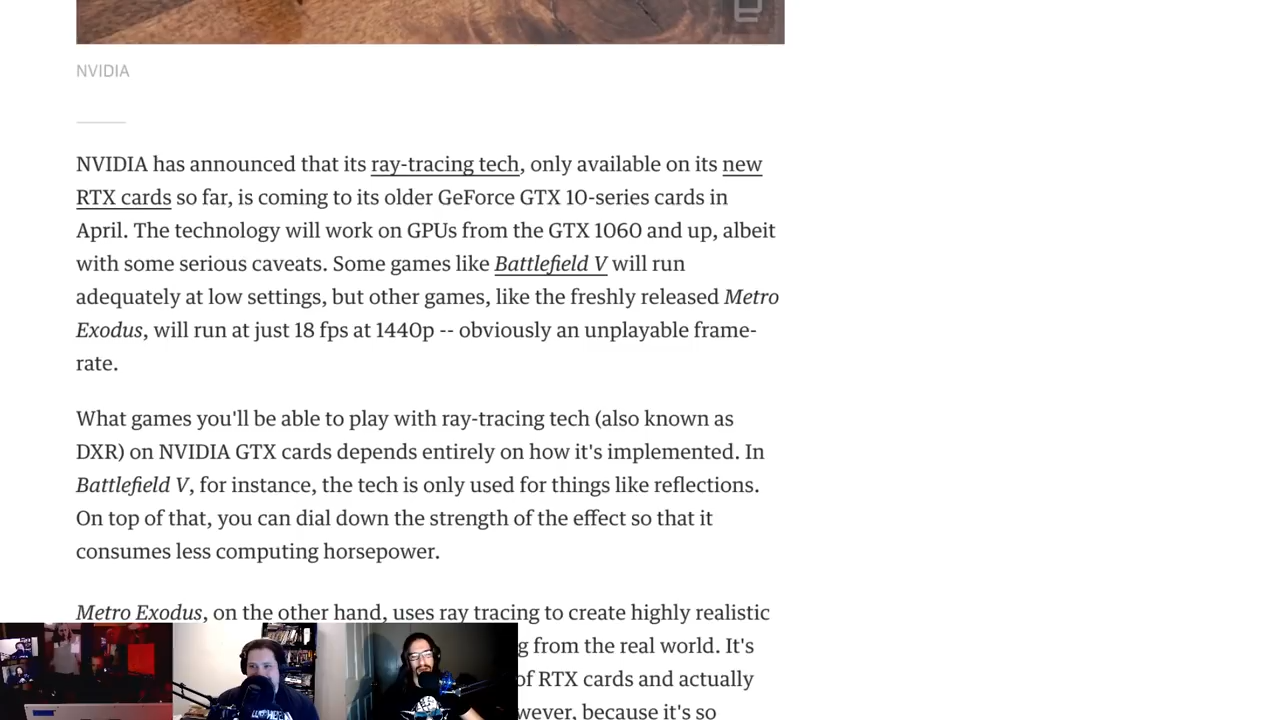 NVIDIA
NVIDIA has announced that its ray-tracing tech, only available on its new
RTX cards so far, is coming to its older GeForce GTX 10-series cards in
April. The technology will work on GPUs from the GTX 1060 and up, albeit
with some serious caveats. Some games like Battlefield V will run
adequately at low settings, but other games, like the freshly released Metro
Exodus, will run at just 18 fps at 1440p -- obviously an unplayable frame-
rate.
What games you'll be able to play with ray-tracing tech (also known as
DXR) on NVIDIA GTX cards depends entirely on how it's implemented. In
Battlefield V, for instance, the tech is only used for things like reflections.
On top of that, you can dial down the strength of the effect so that it
consumes less computing horsepower.
Metro Exodus, on the other hand, uses ray tracing to create highly realistic
from the real world. It's
of RTX cards and actually
because it's so